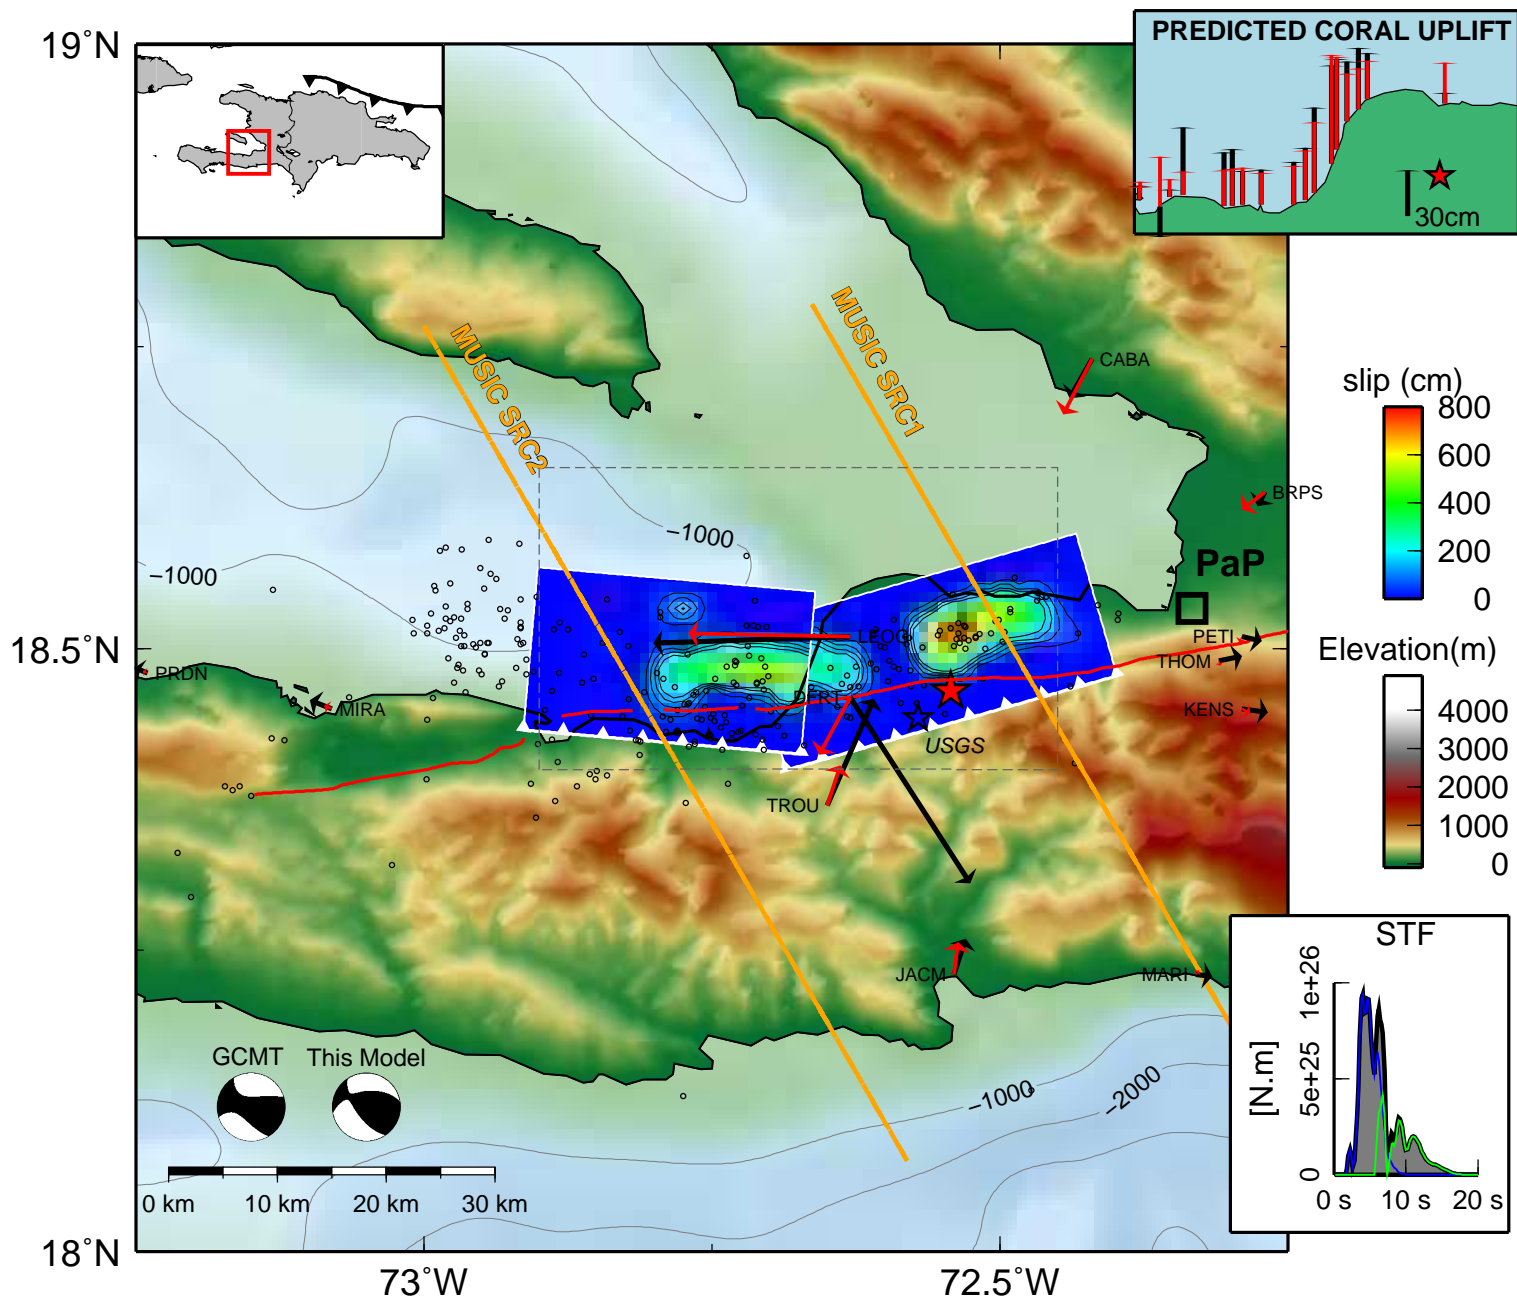 19°N
PREDICTED CORAL UPLIFT
30cm
MUSIC SRC2
MUSIC SRC1
CABA
slip (cm)
800
600
400
200
0
BRPS
−1000
−1000
PaP
18.5°N
LEOG
PETI
THOM
Elevation(m)
4000
3000
2000
1000
0
PRDN
MIRA
DFRT
KENS
USGS
TROU
JACM
MARI
STF
[N.m]
1e+26
5e+25
0
0 s
10 s
20 s
GCMT
This Model
−1000
−2000
0 km
10 km
20 km
30 km
18°N
73°W
72.5°W